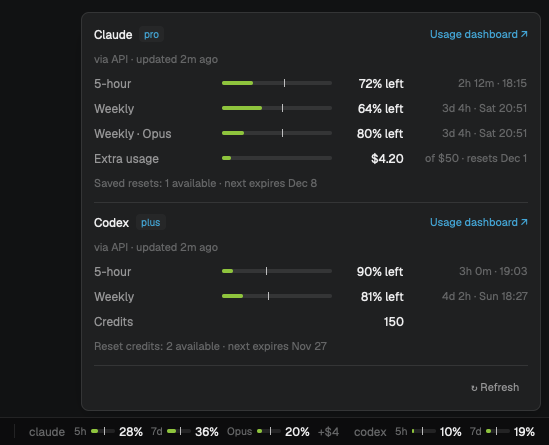 Claude pro Usage dashboard ↗
via API · updated 2m ago
5-hour 72% left 2h 12m · 18:15
Weekly 64% left 3d 4h · Sat 20:51
Weekly · Opus 80% left 3d 4h · Sat 20:51
Extra usage $4.20 of $50 · resets Dec 1
Saved resets: 1 available · next expires Dec 8
Codex plus Usage dashboard ↗
via API · updated 2m ago
5-hour 90% left 3h 0m · 19:03
Weekly 81% left 4d 2h · Sun 18:27
Credits 150
Reset credits: 2 available · next expires Nov 27
↻ Refresh
claude 5h 28% 7d 36% Opus 20% +$4 codex 5h 10% 7d 19%